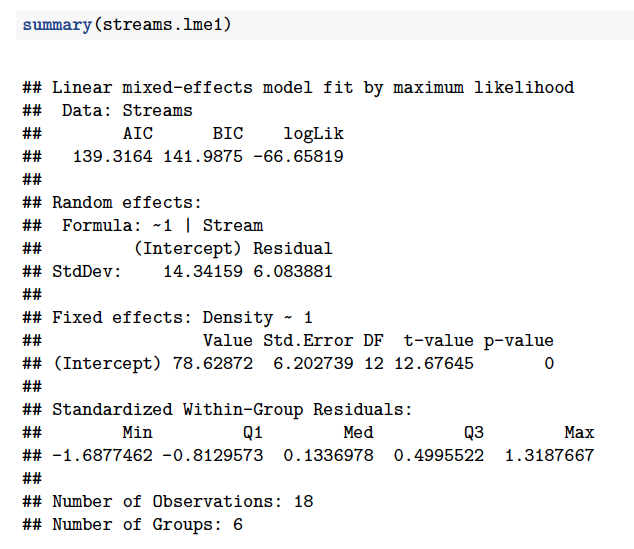 summary(streams.lme1)
## Linear mixed-effects model fit by maximum likelihood
##  Data: Streams
##        AIC      BIC    logLik
##   139.3164 141.9875 -66.65819
##
## Random effects:
##  Formula: ~1 | Stream
##         (Intercept) Residual
## StdDev:    14.34159 6.083881
##
## Fixed effects: Density ~ 1
##                Value Std.Error DF  t-value p-value
## (Intercept) 78.62872  6.202739 12 12.67645       0
##
## Standardized Within-Group Residuals:
##        Min         Q1        Med         Q3        Max
## -1.6877462 -0.8129573  0.1336978  0.4995522  1.3187667
##
## Number of Observations: 18
## Number of Groups: 6